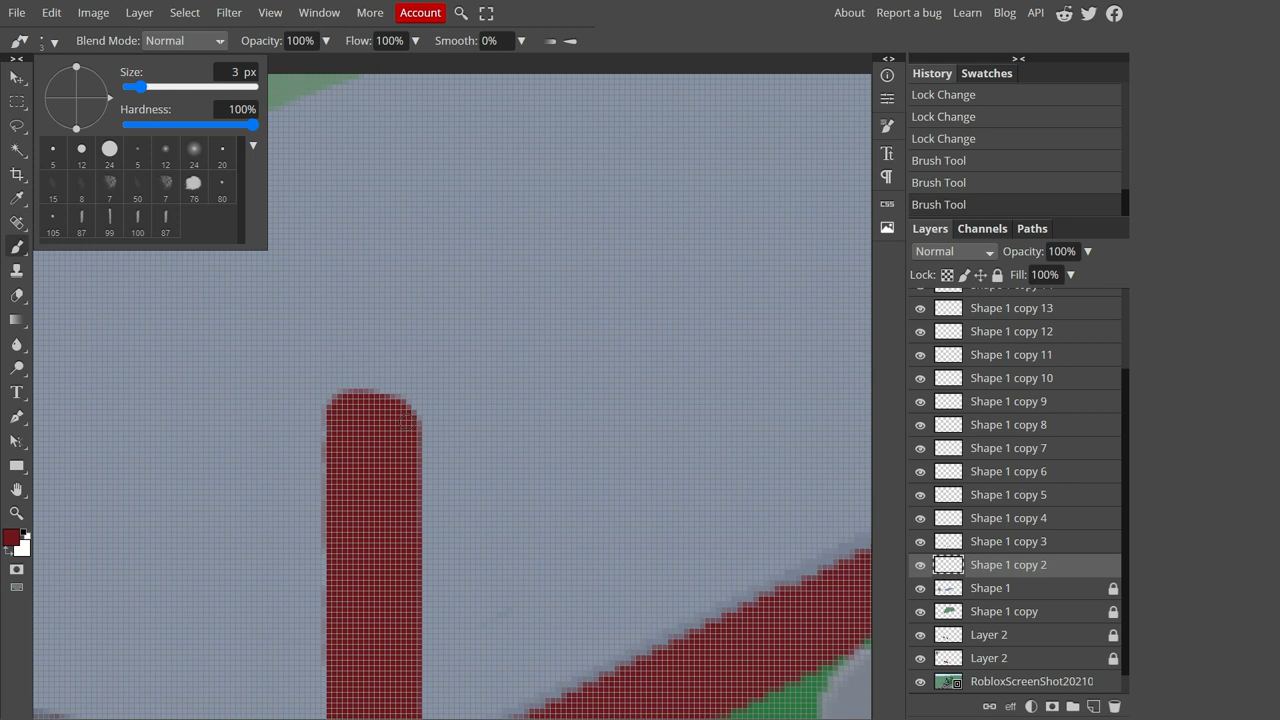 File Edit Image Layer Select Filter View Window More Account About Report a bug Learn Blog API
3 Blend Mode: Normal Opacity: 100% Flow: 100% Smooth: 0%
Size: 3 px
Hardness: 100%
5 12 24 5 12 24 20
15 8 7 50 7 76 80
105 87 99 100 87
> < < > > <
History Swatches
Lock Change
Lock Change
Lock Change
Brush Tool
Brush Tool
Brush Tool
Layers Channels Paths
Normal Opacity: 100%
Lock: Fill: 100%
Shape 1 copy 13
Shape 1 copy 12
Shape 1 copy 11
Shape 1 copy 10
Shape 1 copy 9
Shape 1 copy 8
Shape 1 copy 7
Shape 1 copy 6
Shape 1 copy 5
Shape 1 copy 4
Shape 1 copy 3
Shape 1 copy 2
Shape 1
Shape 1 copy
Layer 2
Layer 2
RobloxScreenShot20210
eff
CSS